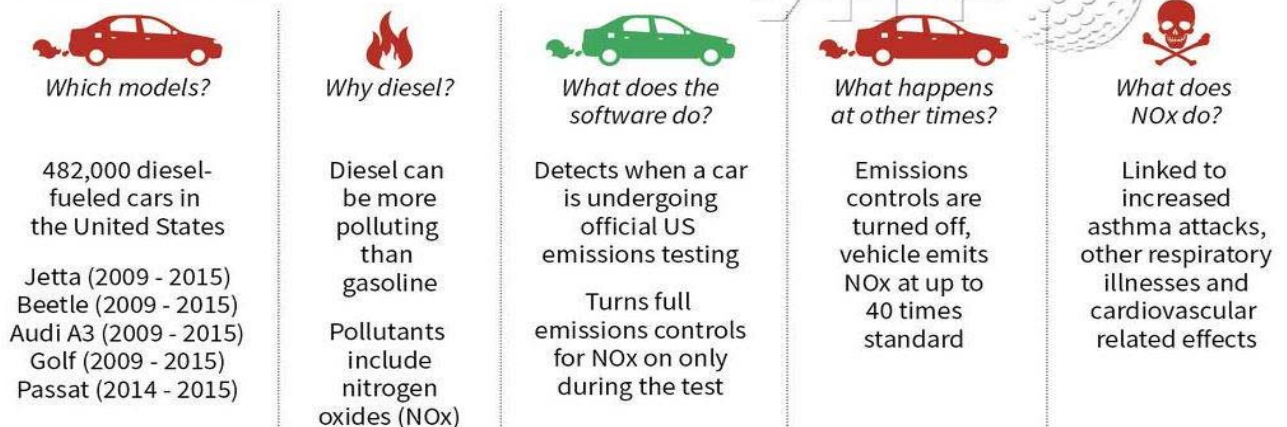 Which models?
482,000 diesel-
fueled cars in
the United States
Jetta (2009 - 2015)
Beetle (2009 - 2015)
Audi A3 (2009 - 2015)
Golf (2009 - 2015)
Passat (2014 - 2015)
Why diesel?
Diesel can
be more
polluting
than
gasoline
Pollutants
include
nitrogen
oxides (NOx)
What does the
software do?
Detects when a car
is undergoing
official US
emissions testing
Turns full
emissions controls
for NOx on only
during the test
What happens
at other times?
Emissions
controls are
turned off,
vehicle emits
NOx at up to
40 times
standard
What does
NOx do?
Linked to
increased
asthma attacks,
other respiratory
illnesses and
cardiovascular
related effects